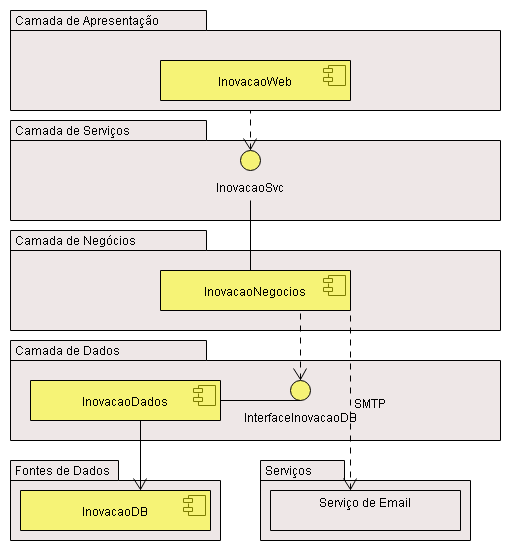 Camada de Apresentação
InovacaoWeb
Camada de Serviços
InovacaoSvc
Camada de Negócios
InovacaoNegocios
Camada de Dados
InovacaoDados
SMTP
InterfaceInovacaoDB
Fontes de Dados
Serviços
InovacaoDB
Serviço de Email